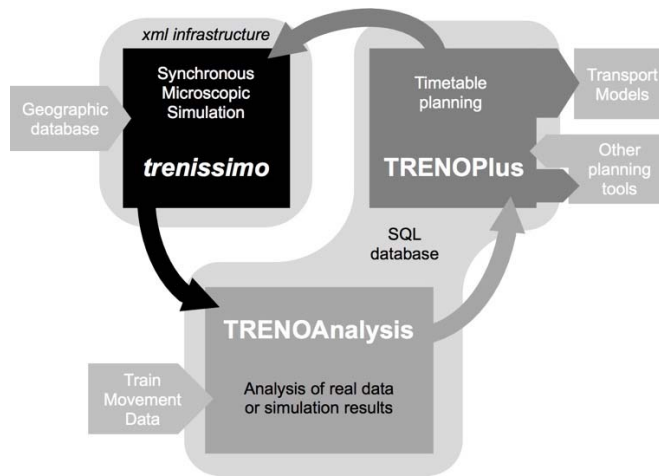 xml infrastructure
Synchronous
Microscopic
Simulation
trenissimo
Geographic
database
Timetable
planning
TRENOPlus
Transport
Models
Other
planning
tools
SQL
database
TRENOAnalysis
Analysis of real data
or simulation results
Train
Movement
Data